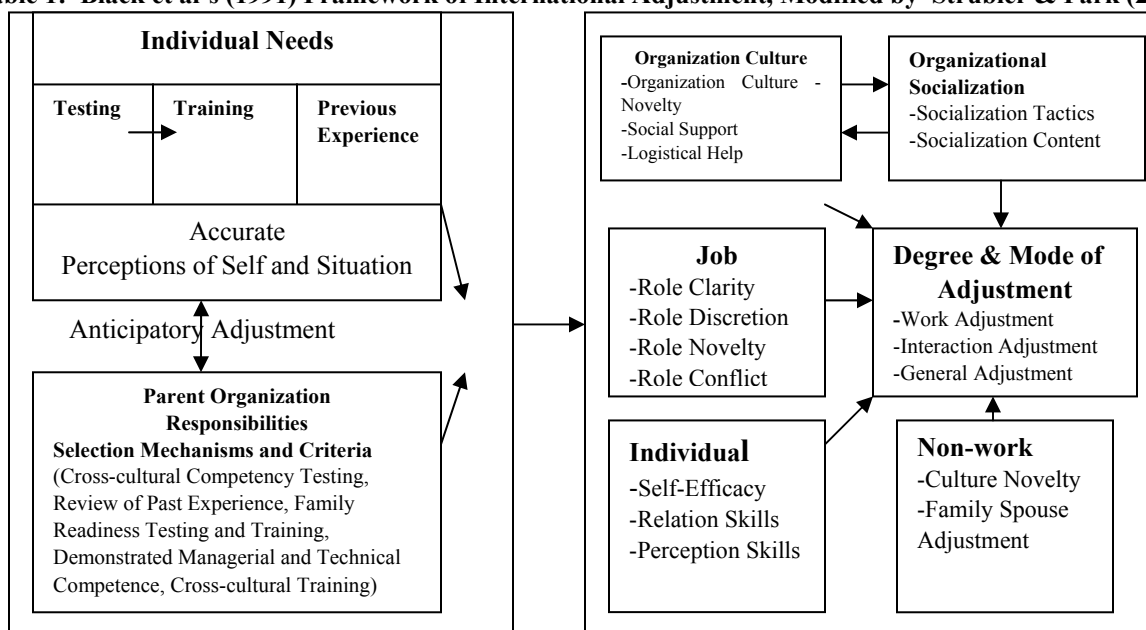 1: Black et al's (1991) Framework of International Adjustment, Modified by Strubler & Park
Individual Needs
Testing
Training
Previous
Experience
Accurate
Perceptions of Self and Situation
Anticipatory Adjustment
Parent Organization
Responsibilities
Selection Mechanisms and Criteria
(Cross-cultural Competency Testing,
Review of Past Experience, Family
Readiness Testing and Training,
Demonstrated Managerial and Technical
Competence, Cross-cultural Training)
Organization Culture
-Organization Culture -
Novelty
-Social Support
-Logistical Help
Organizational
Socialization
-Socialization Tactics
-Socialization Content
Job
-Role Clarity
-Role Discretion
-Role Novelty
-Role Conflict
Degree & Mode of
Adjustment
-Work Adjustment
-Interaction Adjustment
-General Adjustment
Individual
-Self-Efficacy
-Relation Skills
-Perception Skills
Non-work
-Culture Novelty
-Family Spouse
Adjustment